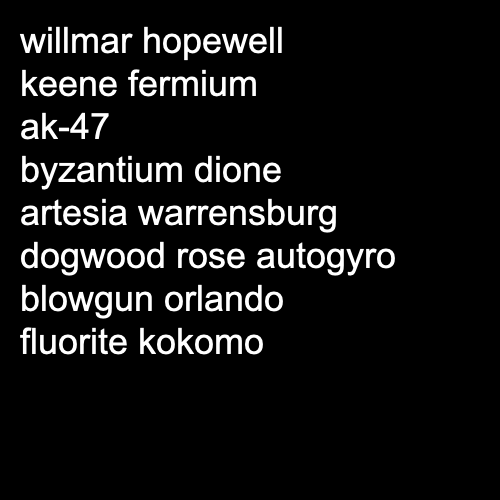 willmar hopewell
keene fermium
ak-47
byzantium dione
artesia warrensburg
dogwood rose autogyro
blowgun orlando
fluorite kokomo